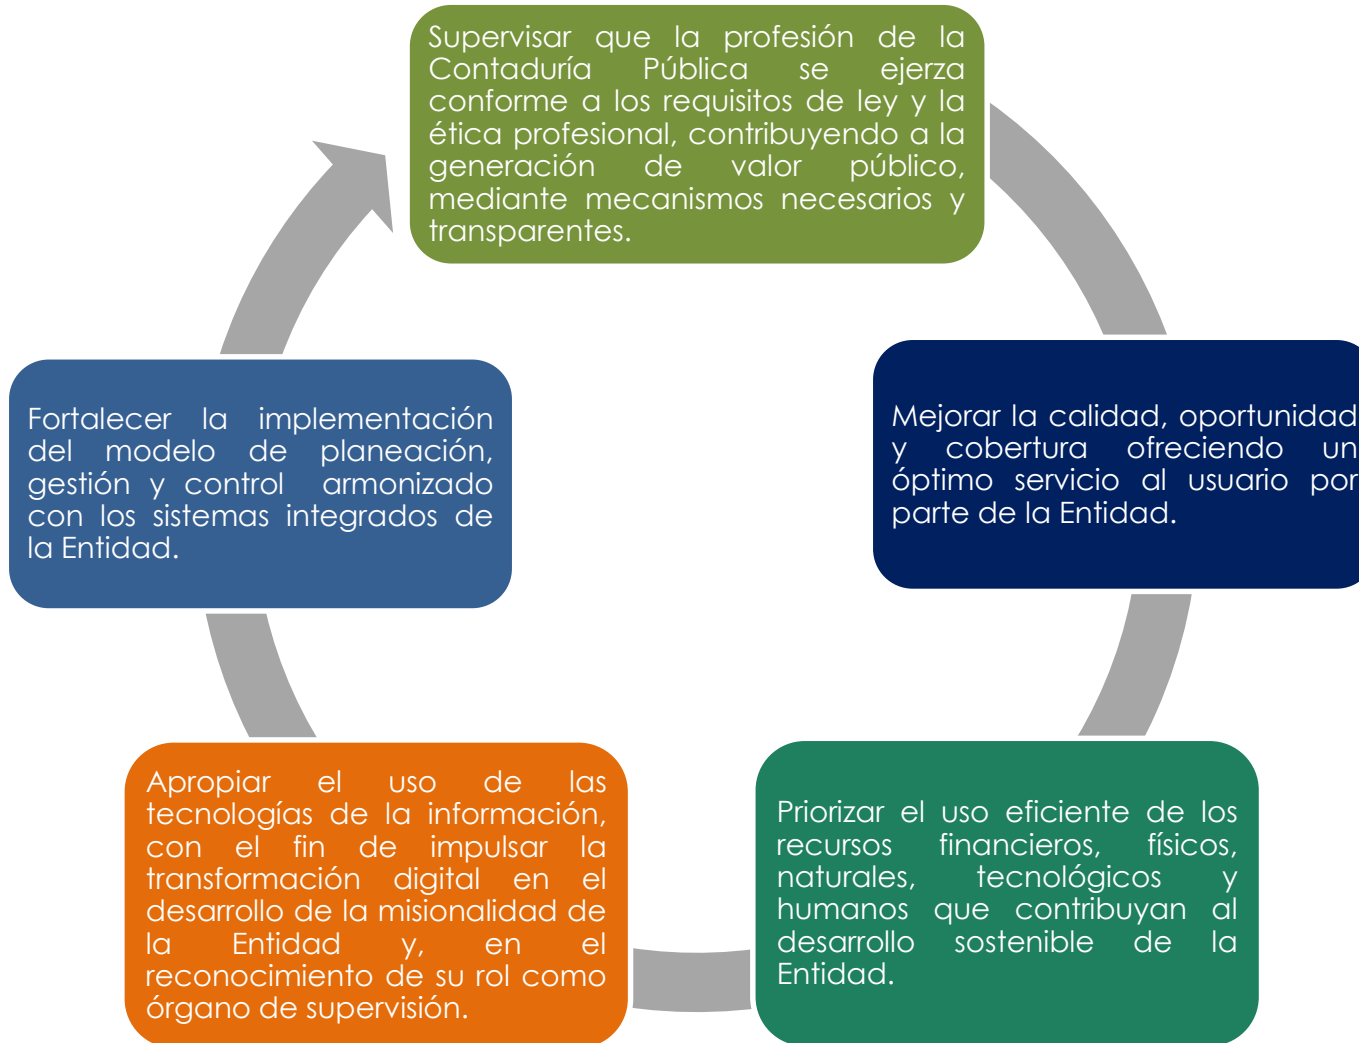 Supervisar que la profesión de la
Contaduría Pública se ejerza
conforme a los requisitos de ley y la
ética profesional, contribuyendo a la
generación de valor público,
mediante mecanismos necesarios y
transparentes.
Mejorar la calidad, oportunidad
y cobertura ofreciendo un
óptimo servicio al usuario por
parte de la Entidad.
Priorizar el uso eficiente de los
recursos financieros, físicos,
naturales, tecnológicos y
humanos que contribuyan al
desarrollo sostenible de la
Entidad.
Apropiar el uso de las
tecnologías de la información,
con el fin de impulsar la
transformación digital en el
desarrollo de la misionalidad de
la Entidad y, en el
reconocimiento de su rol como
órgano de supervisión.
Fortalecer la implementación
del modelo de planeación,
gestión y control armonizado
con los sistemas integrados de
la Entidad.